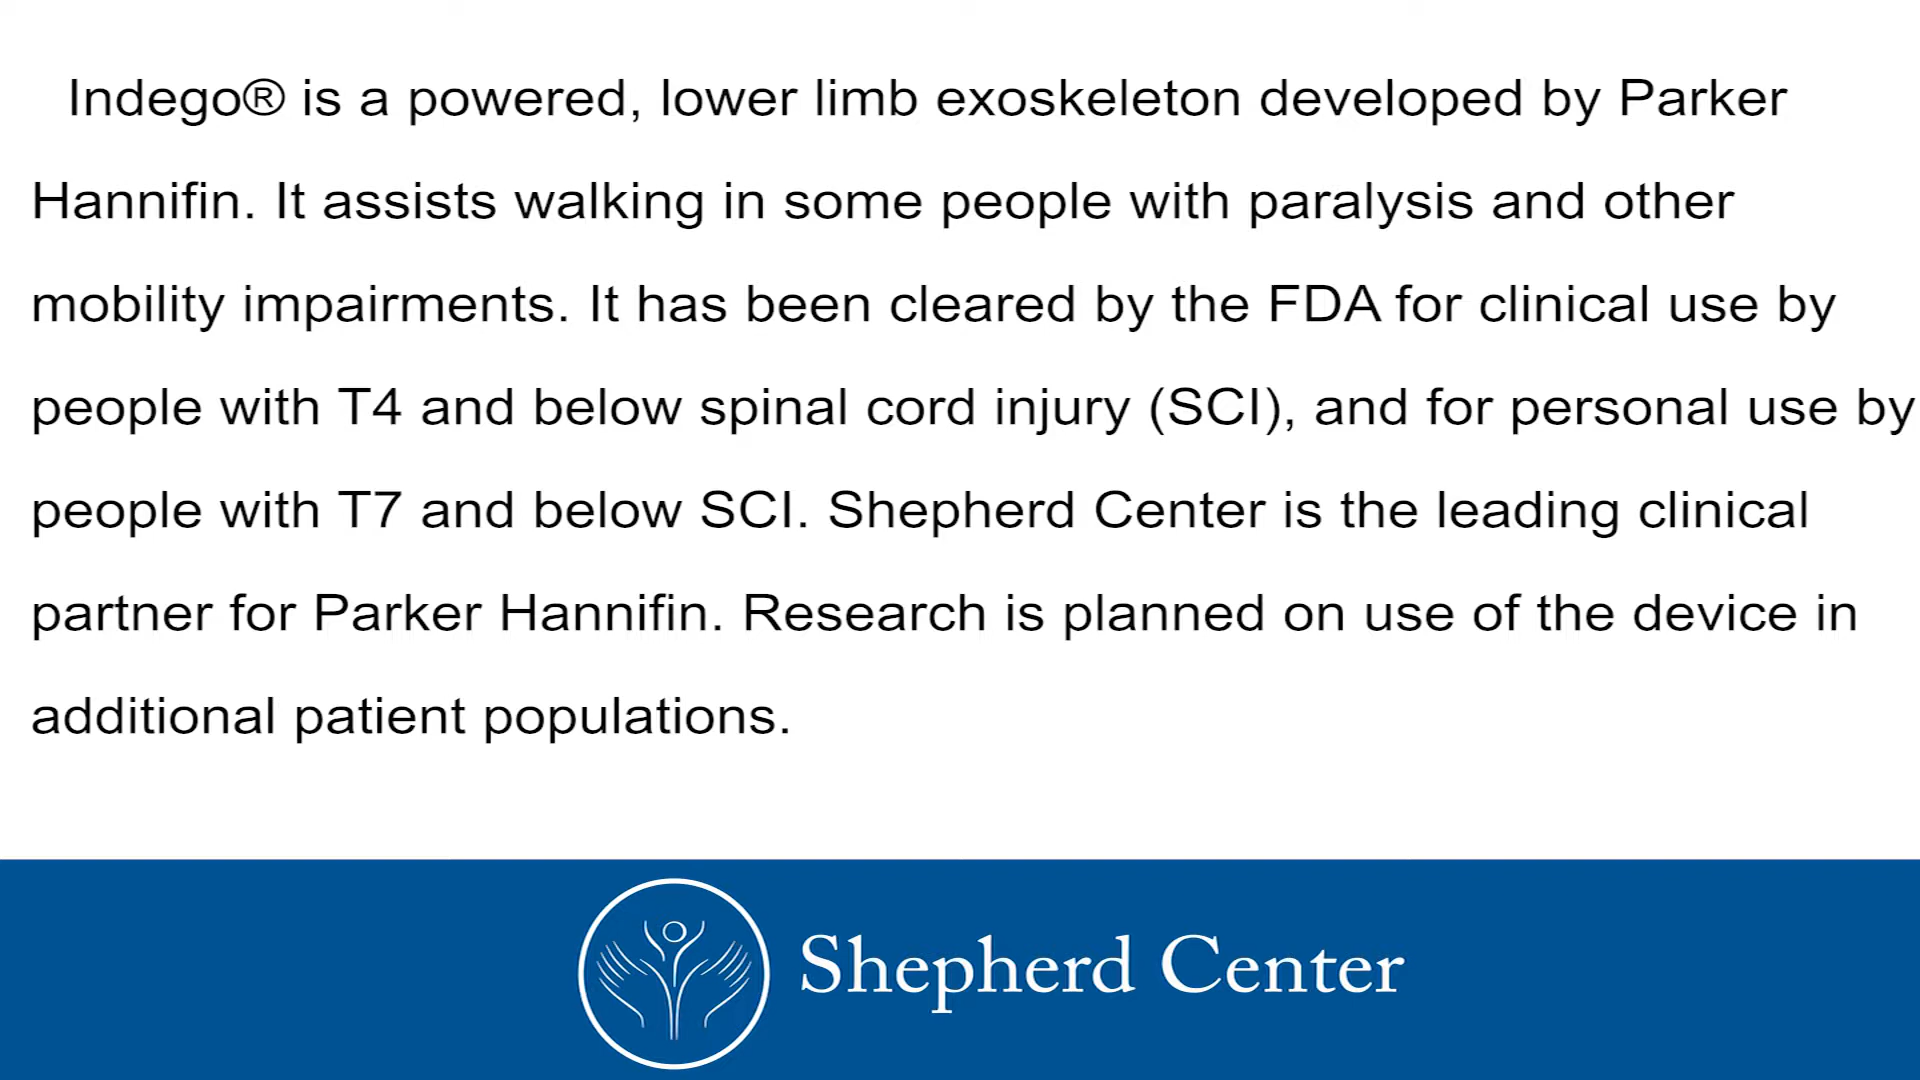 Indego® is a powered, lower limb exoskeleton developed by Parker
Hannifin. It assists walking in some people with paralysis and other
mobility impairments. It has been cleared by the FDA for clinical use by
people with T4 and below spinal cord injury (SCI), and for personal use by
people with T7 and below SCI. Shepherd Center is the leading clinical
partner for Parker Hannifin. Research is planned on use of the device in
additional patient populations.
Shepherd Center